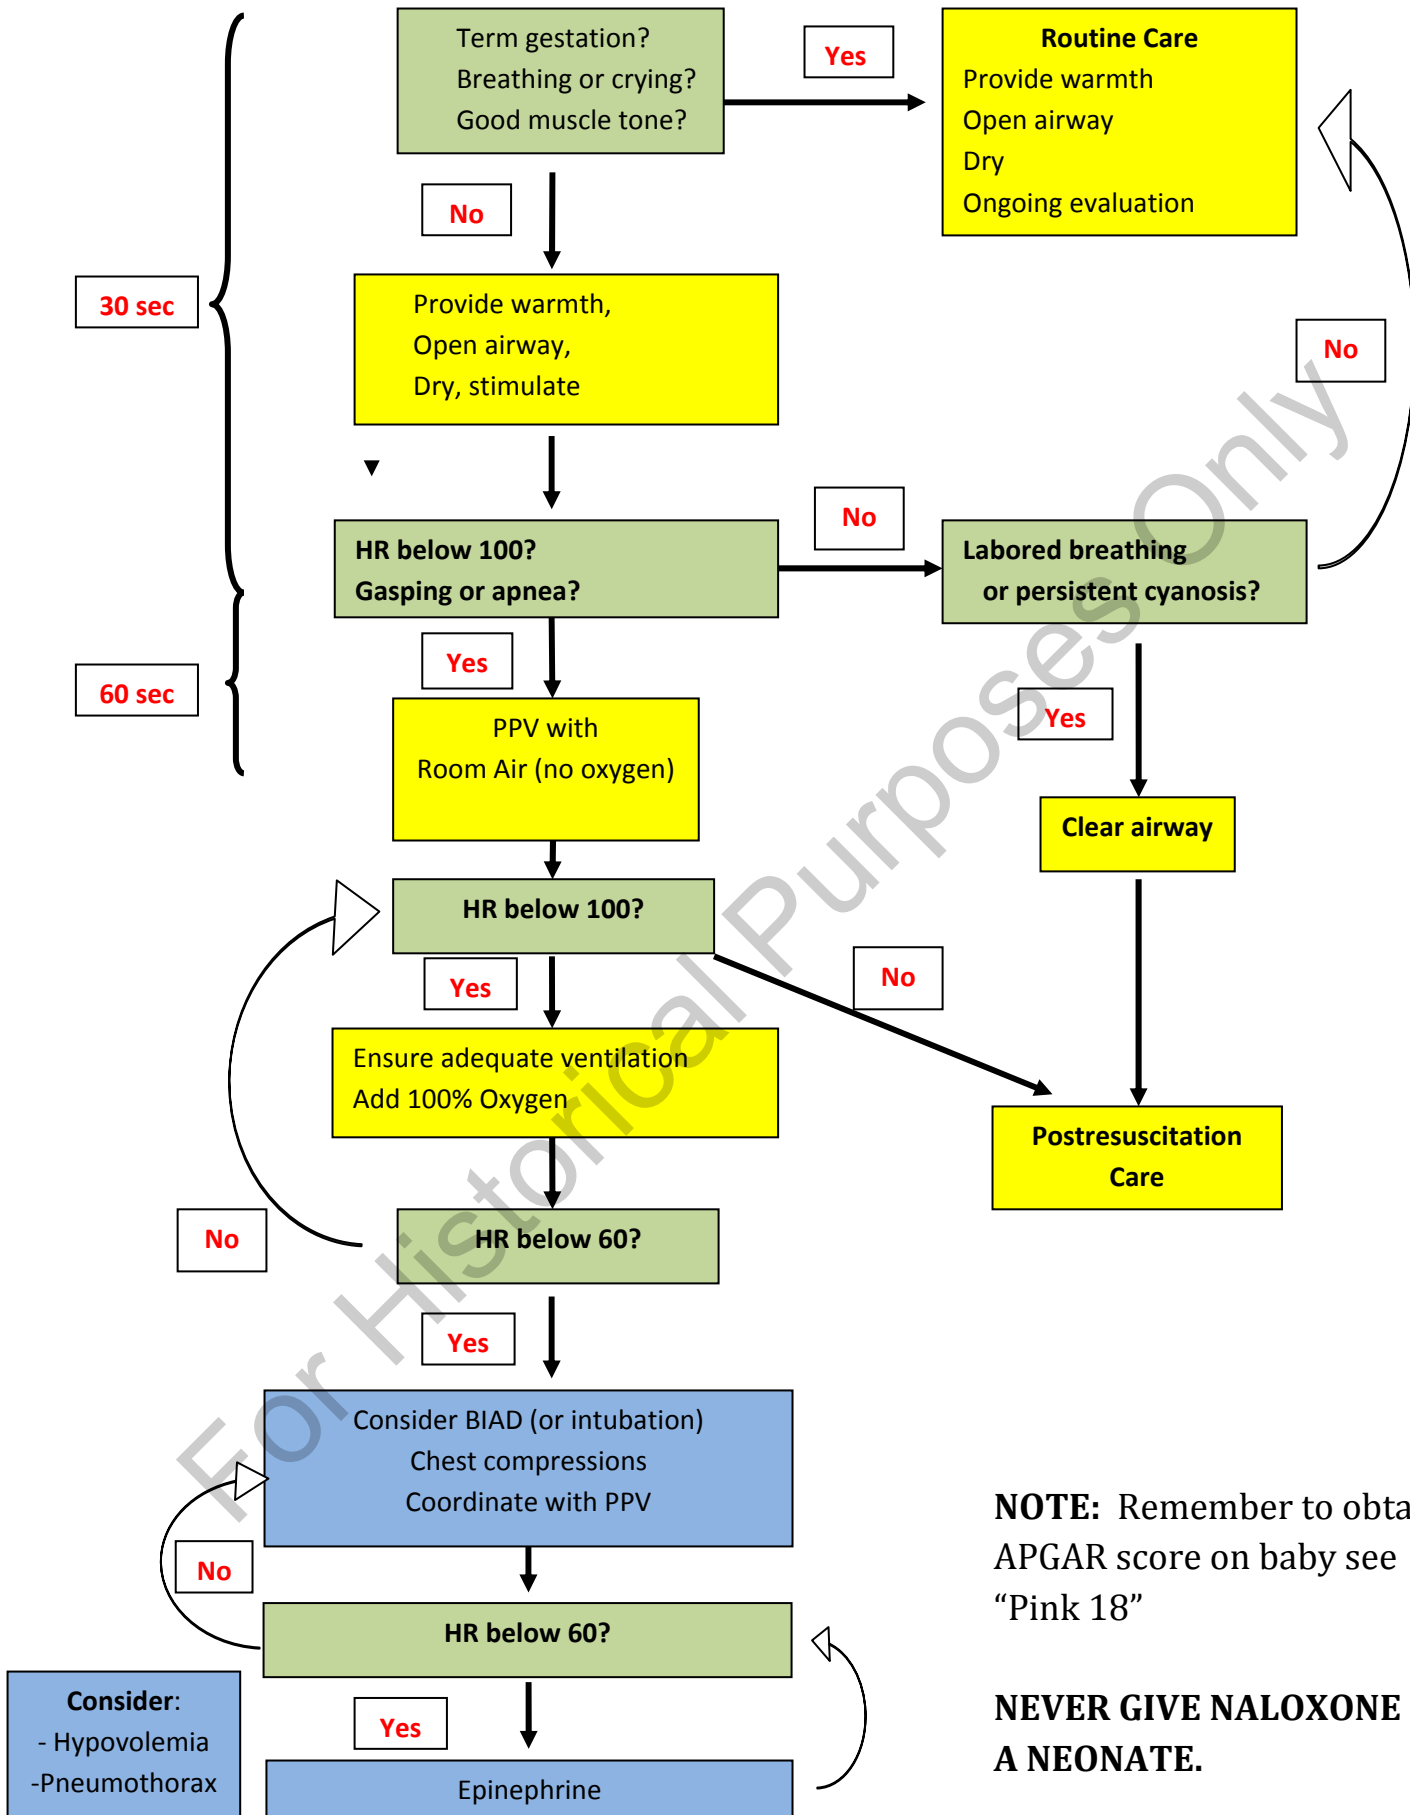 Term gestation?
Breathing or crying?
Good muscle tone?
Yes
Routine Care
Provide warmth
Open airway
Dry
Ongoing evaluation
No
30 sec
Provide warmth,
Open airway,
Dry, stimulate
No
HR below 100?
Gasping or apnea?
No
Labored breathing
or persistent cyanosis?
Yes
60 sec
PPV with
Room Air (no oxygen)
Yes
Clear airway
HR below 100?
Yes
No
Ensure adequate ventilation
Add 100% Oxygen
Postresuscitation
Care
No
HR below 60?
Yes
Consider BIAD (or intubation)
Chest compressions
Coordinate with PPV
No
HR below 60?
Yes
Consider:
- Hypovolemia
-Pneumothorax
Epinephrine
NOTE: Remember to obta
APGAR score on baby see
“Pink 18”
NEVER GIVE NALOXONE
A NEONATE.
For Historical Purposes Only